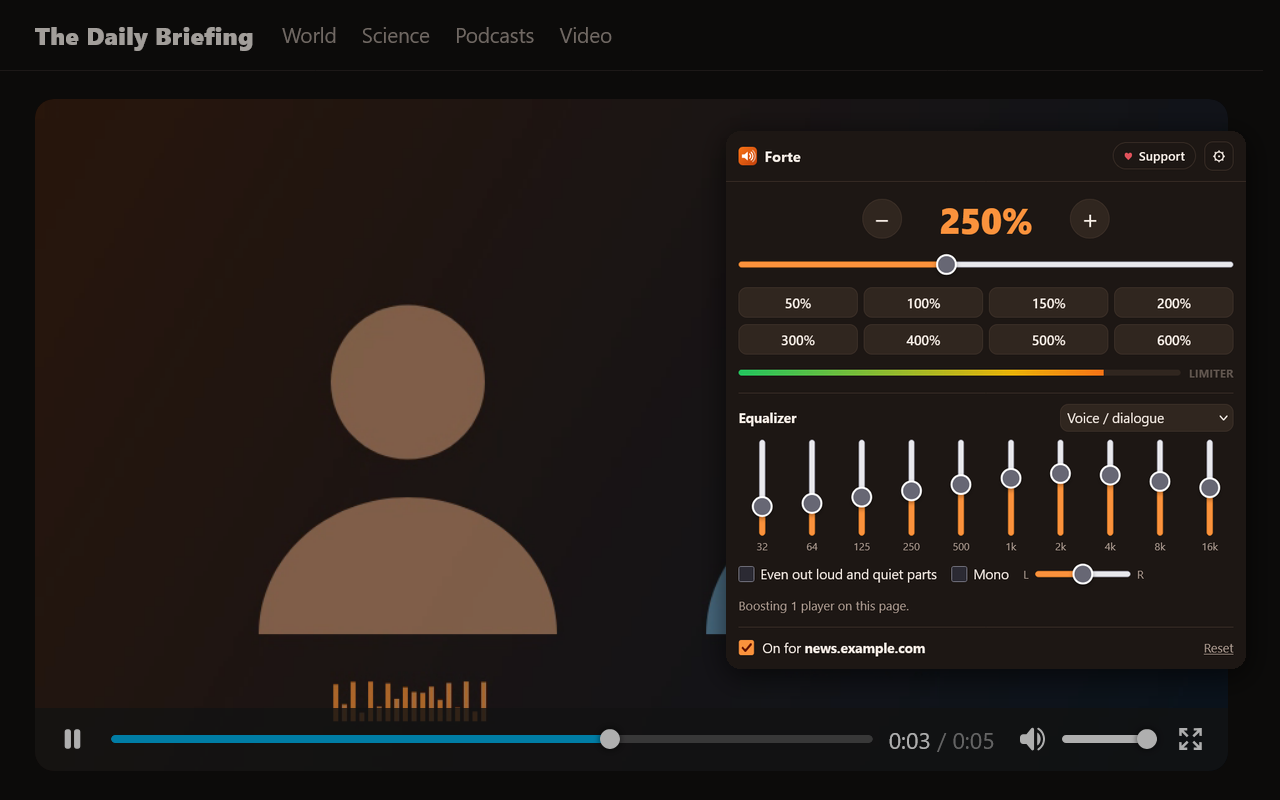 The Daily Briefing World Science Podcasts Video
Forte Support
− 250% +
50% 100% 150% 200%
300% 400% 500% 600%
LIMITER
Equalizer Voice / dialogue
32 64 125 250 500 1k 2k 4k 8k 16k
Even out loud and quiet parts Mono L R
Boosting 1 player on this page.
On for news.example.com Reset
0:03 / 0:05